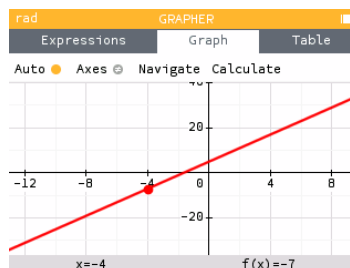 rad GRAPHER
Expressions Graph Table
Auto Axes Navigate Calculate
40
20
-12 -8 -4 0 4 8
-20
x=-4 f(x)=-7